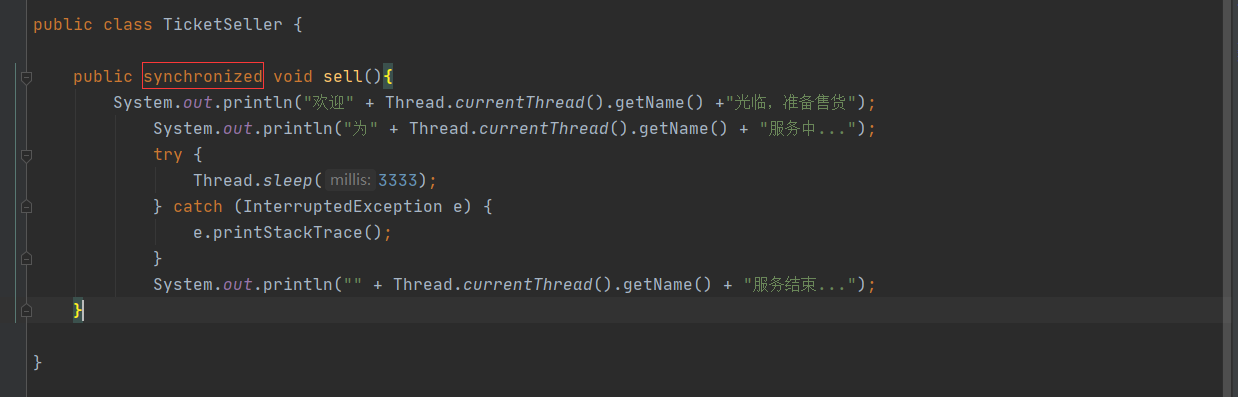 public class TicketSeller {
public synchronized void sell(){
System.out.println("欢迎" + Thread.currentThread().getName() +"光临，准备售货");
System.out.println("为" + Thread.currentThread().getName() + "服务中...");
try {
Thread.sleep( millis: 3333);
} catch (InterruptedException e) {
e.printStackTrace();
}
System.out.println("" + Thread.currentThread().getName() + "服务结束...");
}
}